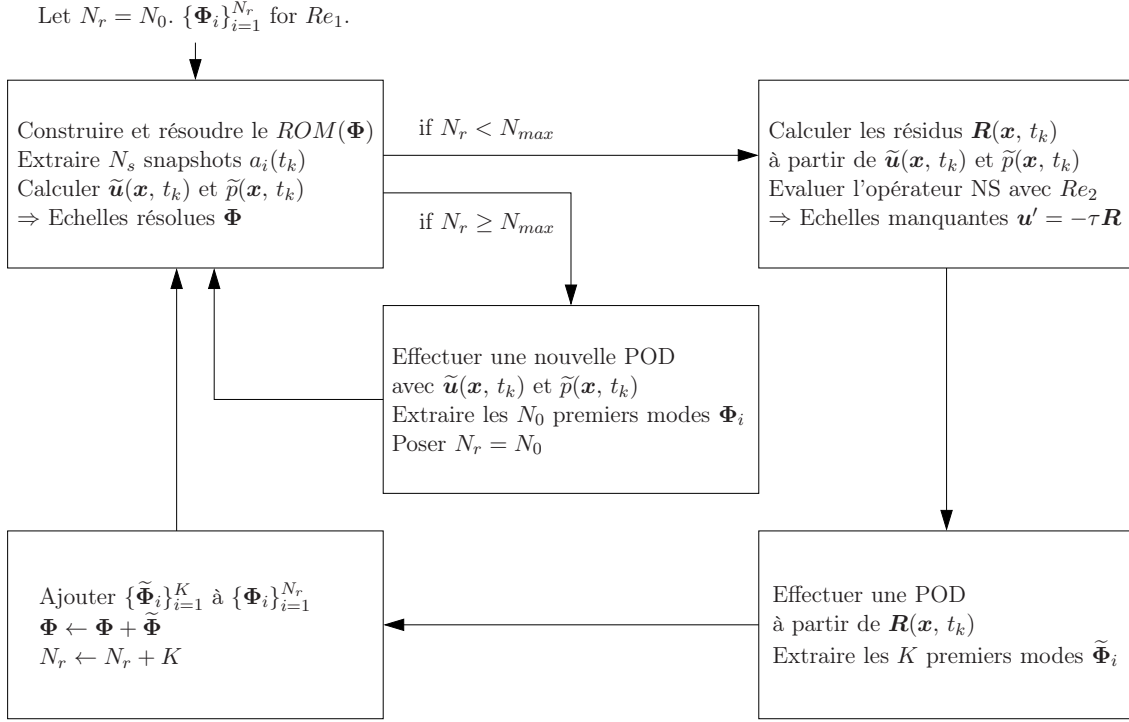 Let $N_r = N_0$. $\{\boldsymbol{\Phi}_i\}_{i=1}^{N_r}$ for $Re_1$.
Construire et résoudre le $ROM(\boldsymbol{\Phi})$
Extraire $N_s$ snapshots $a_i(t_k)$
Calculer $\widetilde{\boldsymbol{u}}(\boldsymbol{x}, t_k)$ et $\widetilde{p}(\boldsymbol{x}, t_k)$
⇒ Echelles résolues $\boldsymbol{\Phi}$
if $N_r < N_{max}$
if $N_r \geq N_{max}$
Calculer les résidus $\boldsymbol{R}(\boldsymbol{x}, t_k)$
à partir de $\widetilde{\boldsymbol{u}}(\boldsymbol{x}, t_k)$ et $\widetilde{p}(\boldsymbol{x}, t_k)$
Evaluer l'opérateur NS avec $Re_2$
⇒ Echelles manquantes $\boldsymbol{u}' = -\tau \boldsymbol{R}$
Effectuer une nouvelle POD
avec $\widetilde{\boldsymbol{u}}(\boldsymbol{x}, t_k)$ et $\widetilde{p}(\boldsymbol{x}, t_k)$
Extraire les $N_0$ premiers modes $\boldsymbol{\Phi}_i$
Poser $N_r = N_0$
Ajouter $\{\widetilde{\boldsymbol{\Phi}}_i\}_{i=1}^{K}$ à $\{\boldsymbol{\Phi}_i\}_{i=1}^{N_r}$
$\boldsymbol{\Phi} \leftarrow \boldsymbol{\Phi} + \widetilde{\boldsymbol{\Phi}}$
$N_r \leftarrow N_r + K$
Effectuer une POD
à partir de $\boldsymbol{R}(\boldsymbol{x}, t_k)$
Extraire les $K$ premiers modes $\widetilde{\boldsymbol{\Phi}}_i$